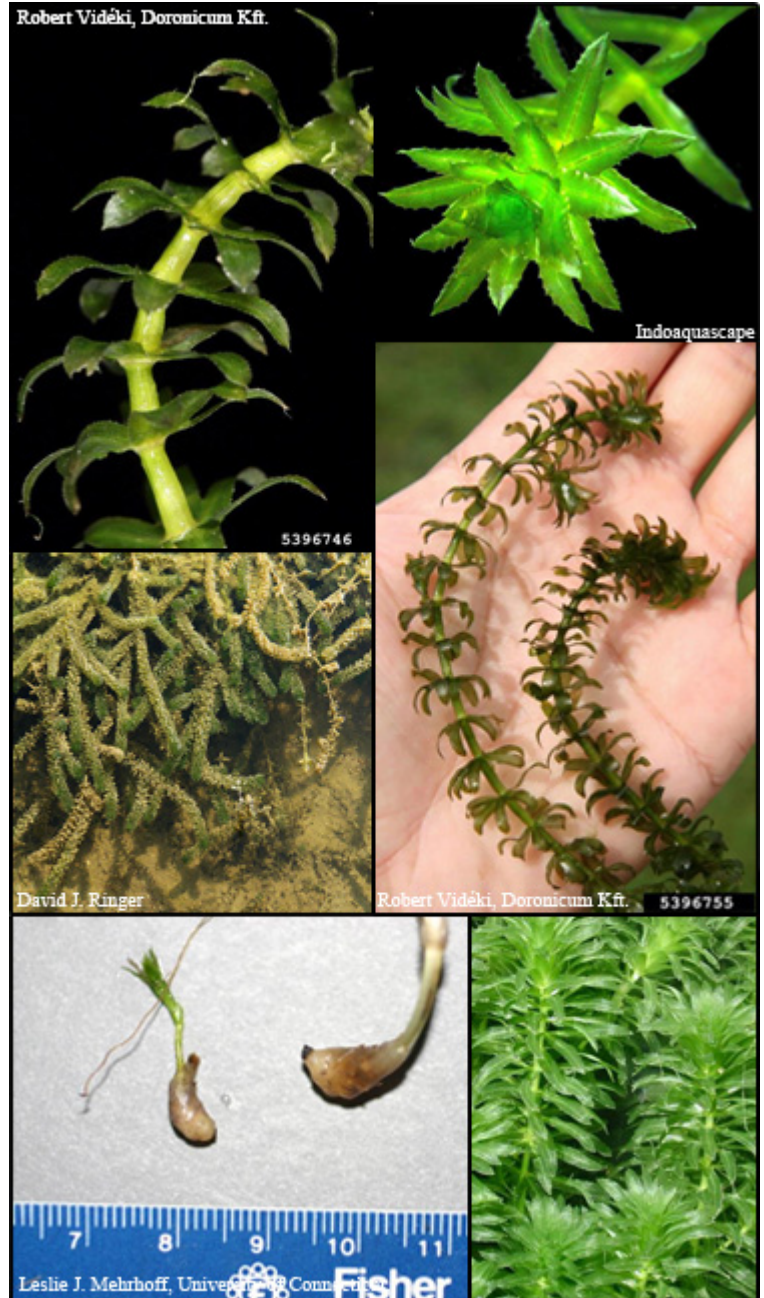 Robert Vidéki, Doronicum Kft.
5396746
Indoaquascape
David J. Ringer
Robert Vidéki, Doronicum Kft.
5396755
7 8 9 10 11
Fisher
Leslie J. Mehrhoff, University of Connecticut